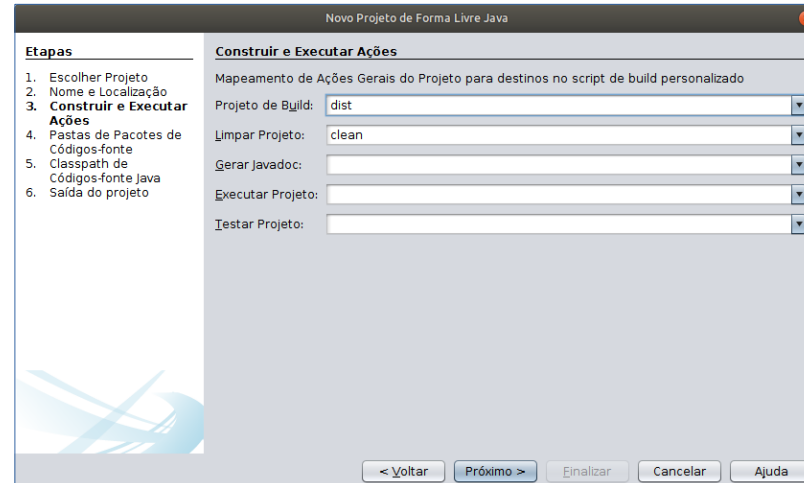 Novo Projeto de Forma Livre Java
Etapas
1. Escolher Projeto
2. Nome e Localização
3. Construir e Executar
Ações
4. Pastas de Pacotes de
Códigos-fonte
5. Classpath de
Códigos-fonte Java
6. Saída do projeto
Construir e Executar Ações
Mapeamento de Ações Gerais do Projeto para destinos no script de build personalizado
Projeto de Build: dist
Limpar Projeto: clean
Gerar Javadoc:
Executar Projeto:
Testar Projeto:
< Voltar Próximo > Finalizar Cancelar Ajuda